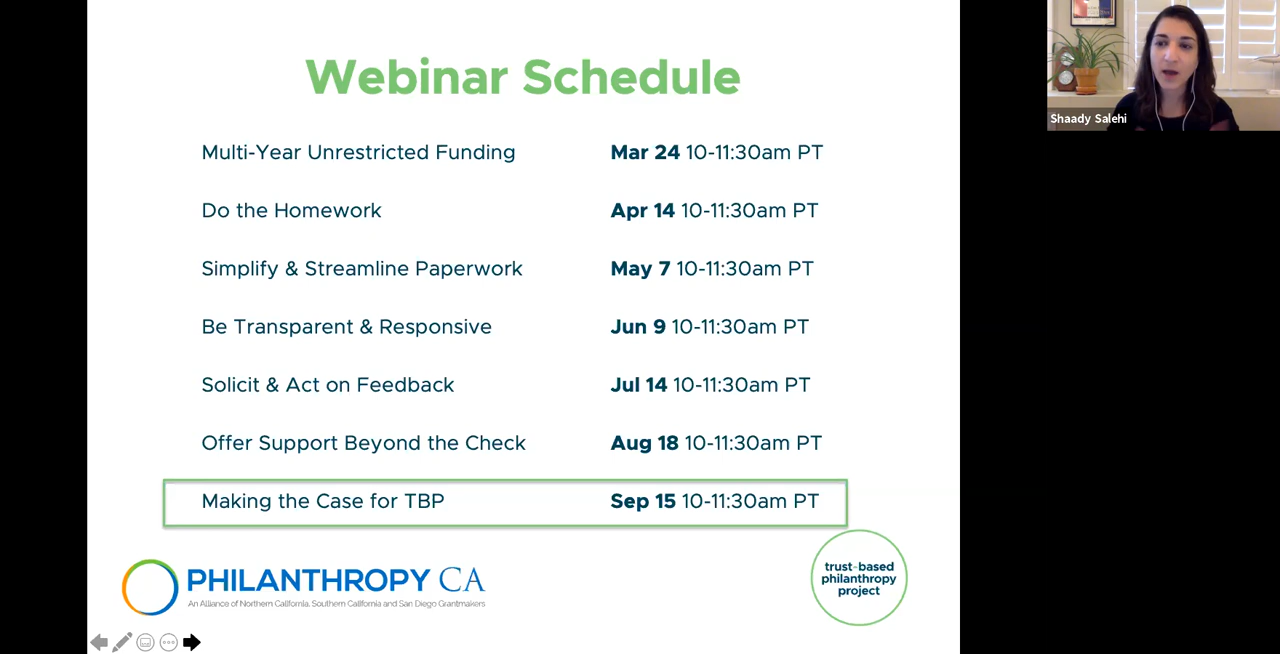 Webinar Schedule
Multi-Year Unrestricted Funding Mar 24 10-11:30am PT
Do the Homework Apr 14 10-11:30am PT
Simplify & Streamline Paperwork May 7 10-11:30am PT
Be Transparent & Responsive Jun 9 10-11:30am PT
Solicit & Act on Feedback Jul 14 10-11:30am PT
Offer Support Beyond the Check Aug 18 10-11:30am PT
Making the Case for TBP Sep 15 10-11:30am PT
PHILANTHROPY CA
An Alliance of Northern California, Southern California and San Diego Grantmakers
trust-based
philanthropy
project
Shaady Salehi